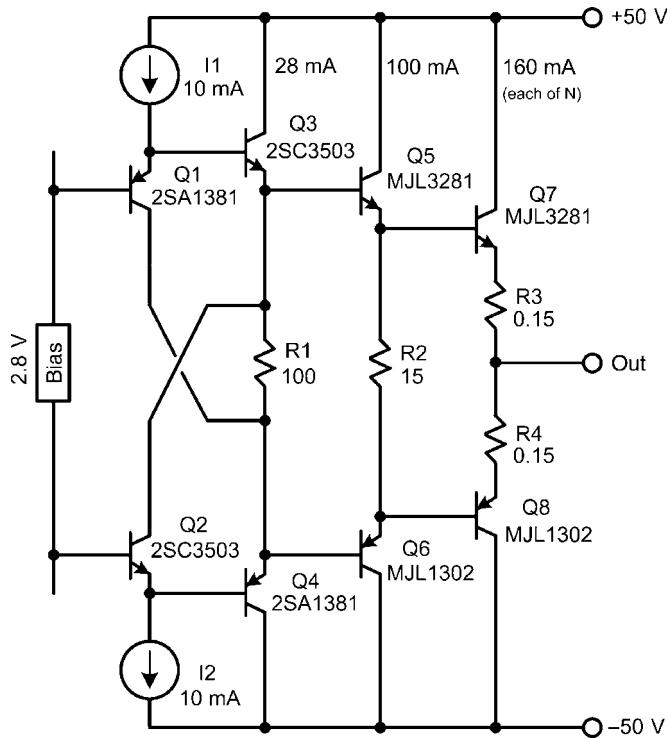 +50 V
I1
10 mA
28 mA
100 mA
160 mA
(each of N)
Q3
2SC3503
Q1
2SA1381
Q5
MJL3281
Q7
MJL3281
R3
0.15
2.8 V
Bias
R1
100
R2
15
Out
R4
0.15
Q2
2SC3503
Q4
2SA1381
Q6
MJL1302
Q8
MJL1302
I2
10 mA
–50 V